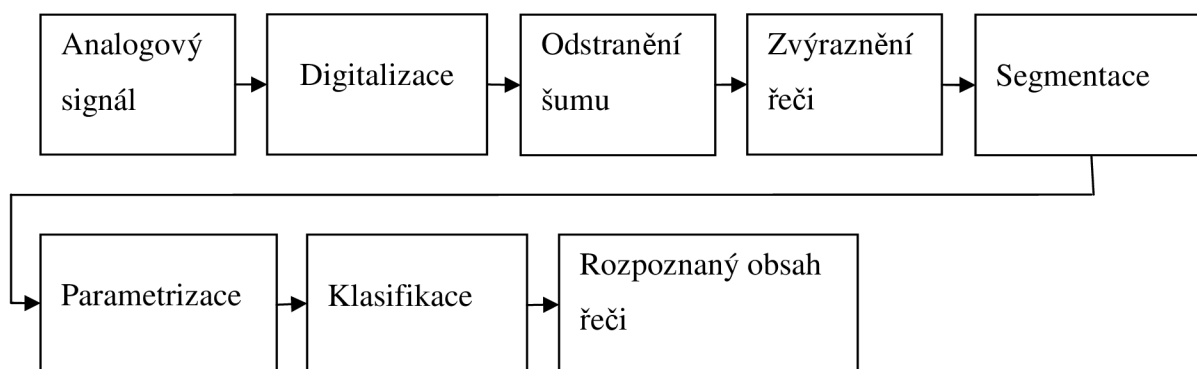 Analogový
signál
Digitalizace
Odstranění
šumu
Zvýraznění
řeči
Segmentace
Parametrizace
Klasifikace
Rozpoznaný obsah
řeči